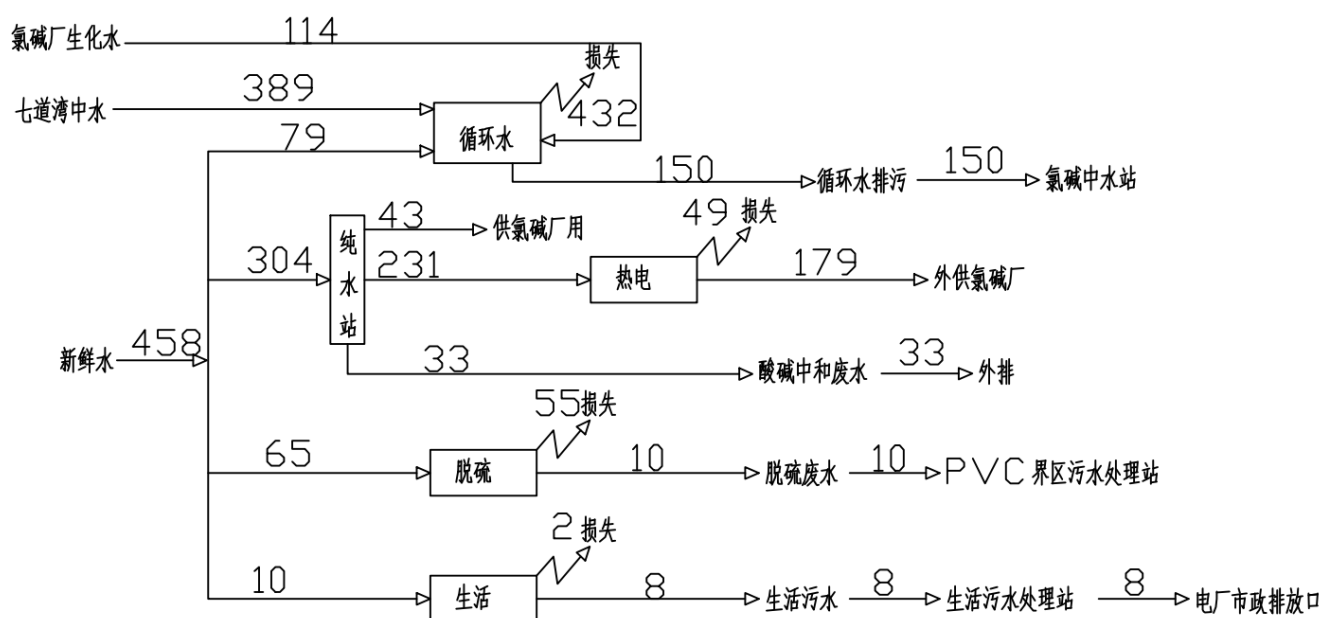 氯碱厂生化水 114
损失
七道湾中水 389 循环水 432
79
150 循环水排污 150 氯碱中水站
43 供氯碱厂用 49 损失
304 纯水站 231 热电 179 外供氯碱厂
新鲜水 458
33 酸碱中和废水 33 外排
55 损失
65 脱硫 10 脱硫废水 10 PVC 界区污水处理站
2 损失
10 生活 8 生活污水 8 生活污水处理站 8 电厂市政排放口